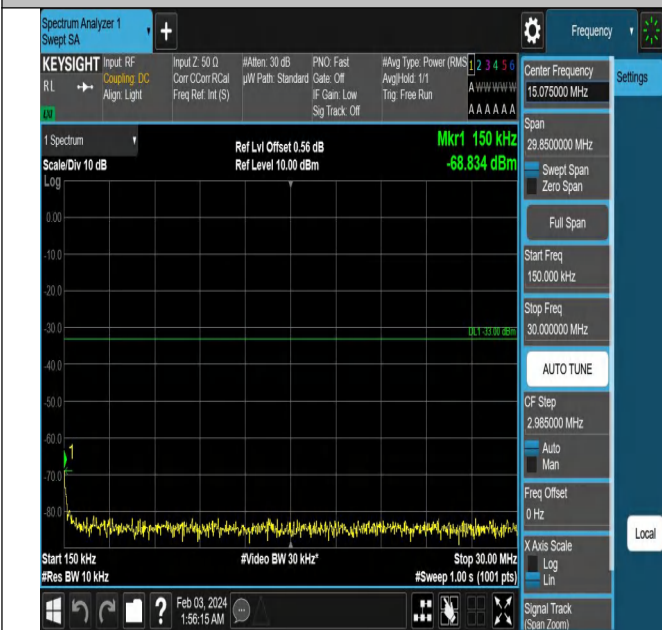 Spectrum Analyzer 1
Swept SA
+
Frequency
KEYSIGHT
RL
LXI
Input: RF
Coupling: DC
Align: Light
Input Z: 50 Ω
Corr CCorr RCal
Freq Ref: Int (S)
#Atten: 30 dB
µW Path: Standard
PNO: Fast
Gate: Off
IF Gain: Low
Sig Track: Off
#Avg Type: Power (RMS
Avg|Hold: 1/1
Trig: Free Run
1 2 3 4 5 6
A W W W W W
A A A A A A
1 Spectrum
Scale/Div 10 dB
Log
Ref Lvl Offset 0.56 dB
Ref Level 10.00 dBm
Mkr1 150 kHz
-68.834 dBm
0.00
-10.0
-20.0
-30.0
DL1 -33.00 dBm
-40.0
-50.0
-60.0
1
-70.0
-80.0
Start 150 kHz
#Video BW 30 kHz*
Stop 30.00 MHz
#Res BW 10 kHz
#Sweep 1.00 s (1001 pts)
?
Feb 03, 2024
1:56:15 AM
Center Frequency
15.075000 MHz
Settings
Span
29.8500000 MHz
Swept Span
Zero Span
Full Span
Start Freq
150.000 kHz
Stop Freq
30.000000 MHz
AUTO TUNE
CF Step
2.985000 MHz
Auto
Man
Freq Offset
0 Hz
Local
X Axis Scale
Log
Lin
Signal Track
(Span Zoom)